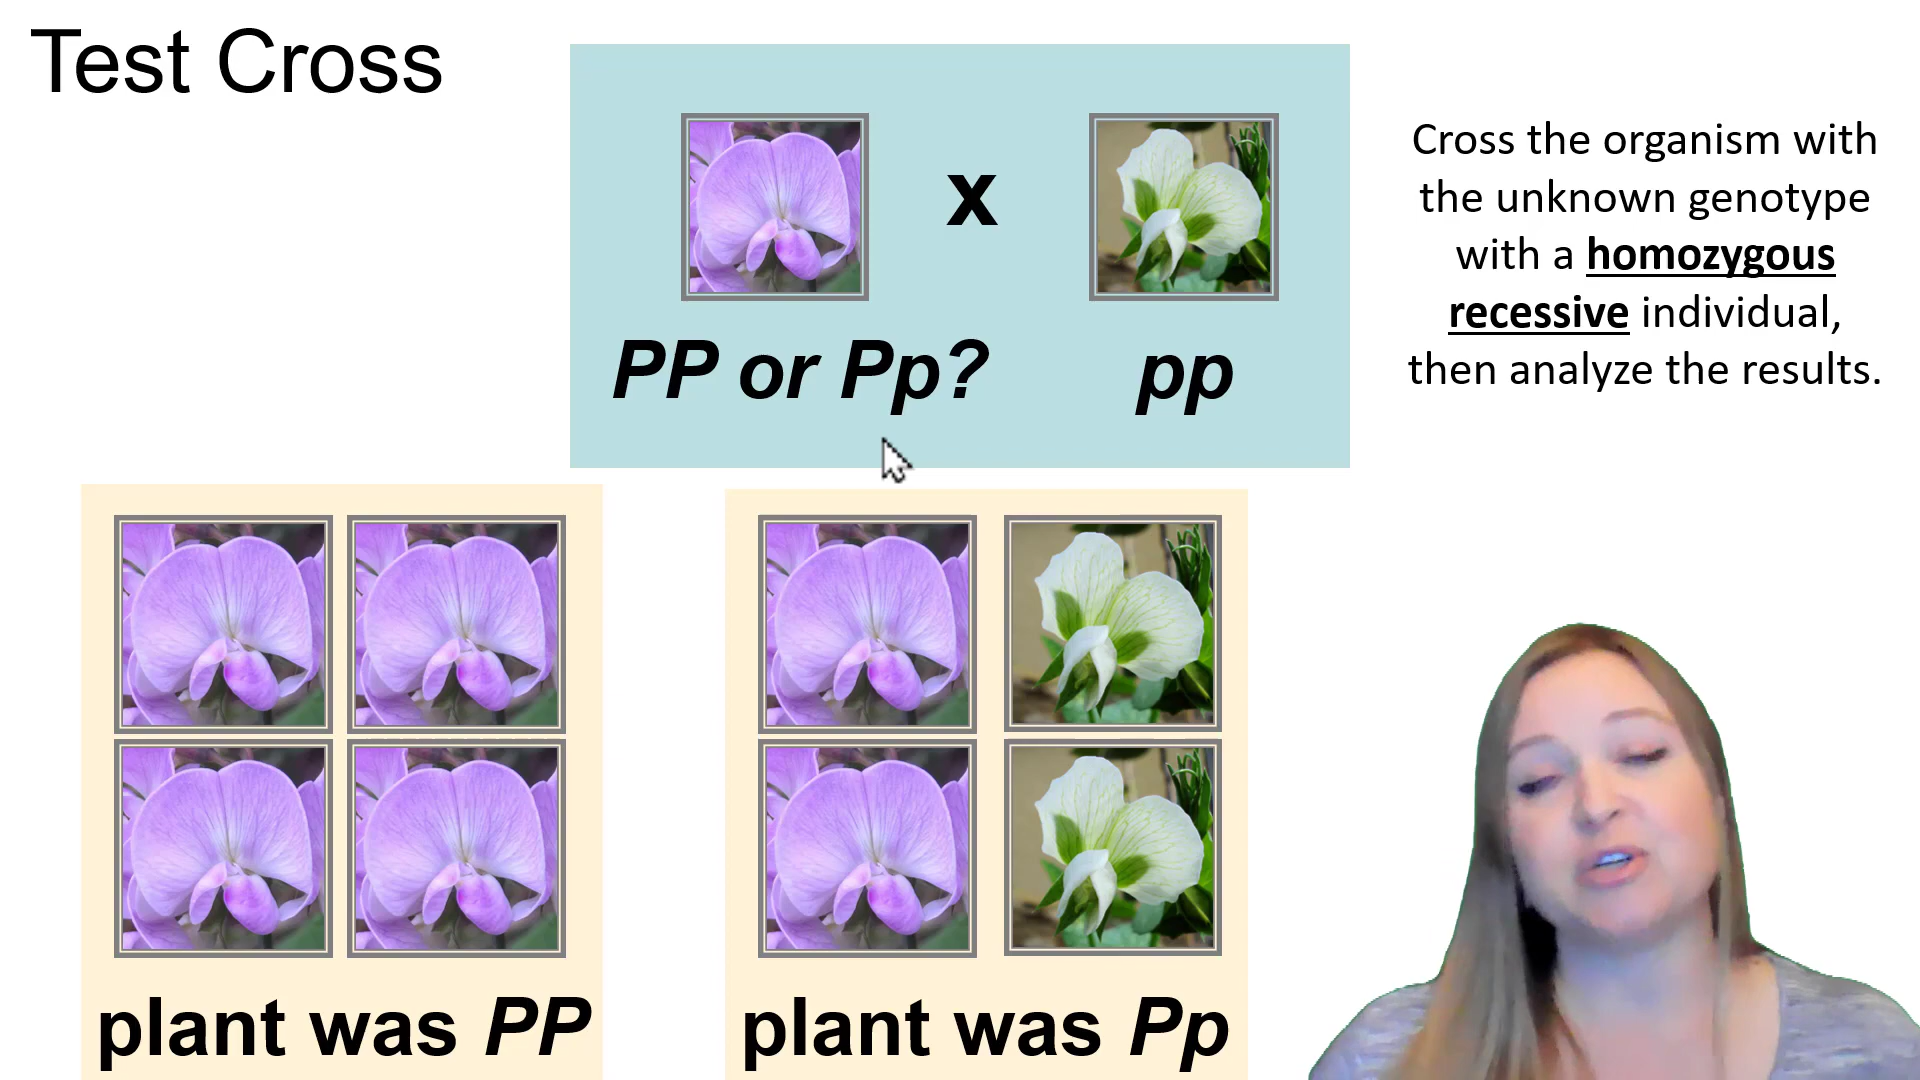 Test Cross
x
PP or Pp?
pp
Cross the organism with
the unknown genotype
with a homozygous
recessive individual,
then analyze the results.
plant was PP
plant was Pp